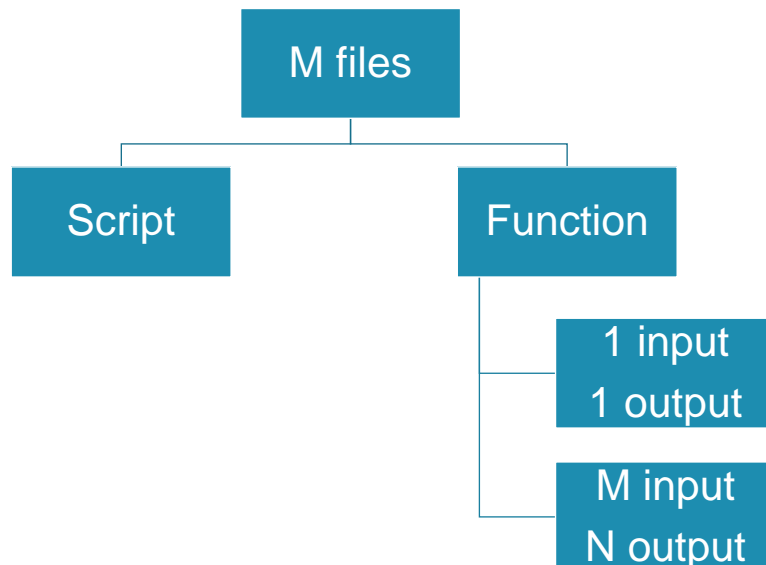 M files
Script
Function
1 input
1 output
M input
N output